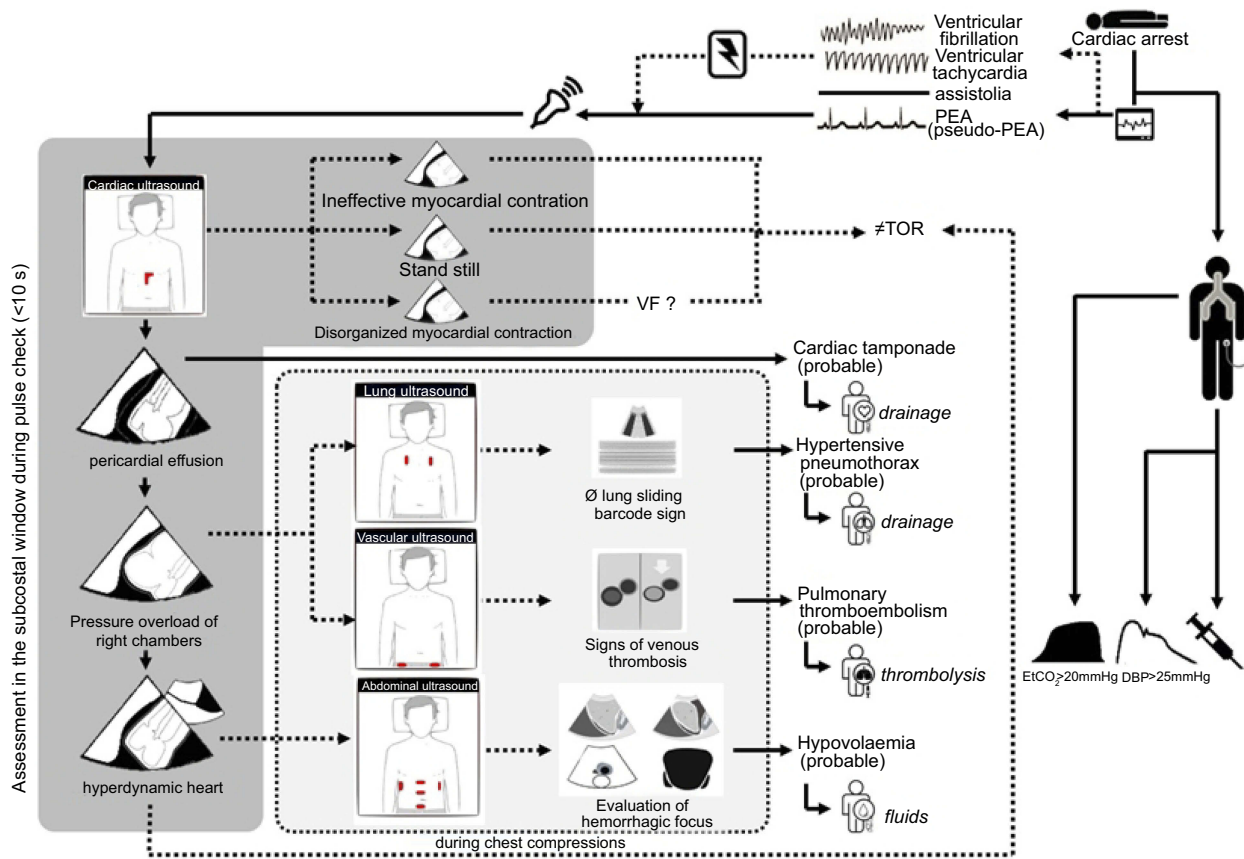 Ventricular
fibrillation
Ventricular
tachycardia
assistolia
PEA
(pseudo-PEA)
Cardiac arrest
Assessment in the subcostal window during pulse check (<10 s)
Cardiac ultrasound
Ineffective myocardial contration
Stand still
Disorganized myocardial contraction
VF ?
≠TOR
pericardial effusion
Pressure overload of
right chambers
hyperdynamic heart
Lung ultrasound
Ø lung sliding
barcode sign
Vascular ultrasound
Signs of venous
thrombosis
Abdominal ultrasound
Evaluation of
hemorrhagic focus
during chest compressions
Cardiac tamponade
(probable)
drainage
Hypertensive
pneumothorax
(probable)
drainage
Pulmonary
thromboembolism
(probable)
thrombolysis
Hypovolaemia
(probable)
fluids
EtCO₂>20mmHg
DBP>25mmHg